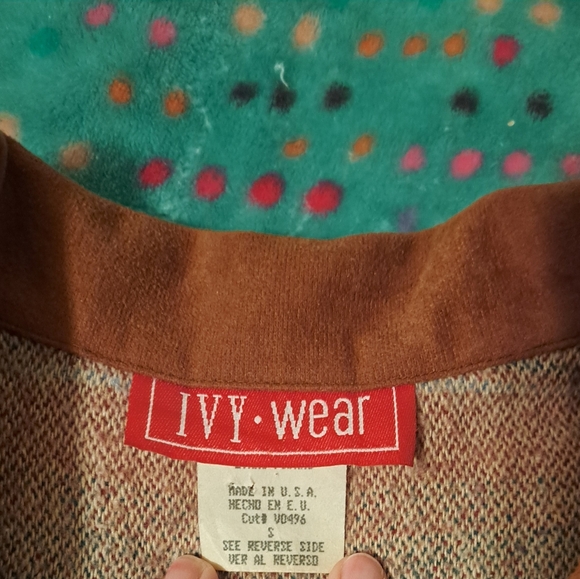 IVY·wear
MADE IN U.S.A.
HECHO EN E.U.
Cut# V0496
S
SEE REVERSE SIDE
VER AL REVERSO